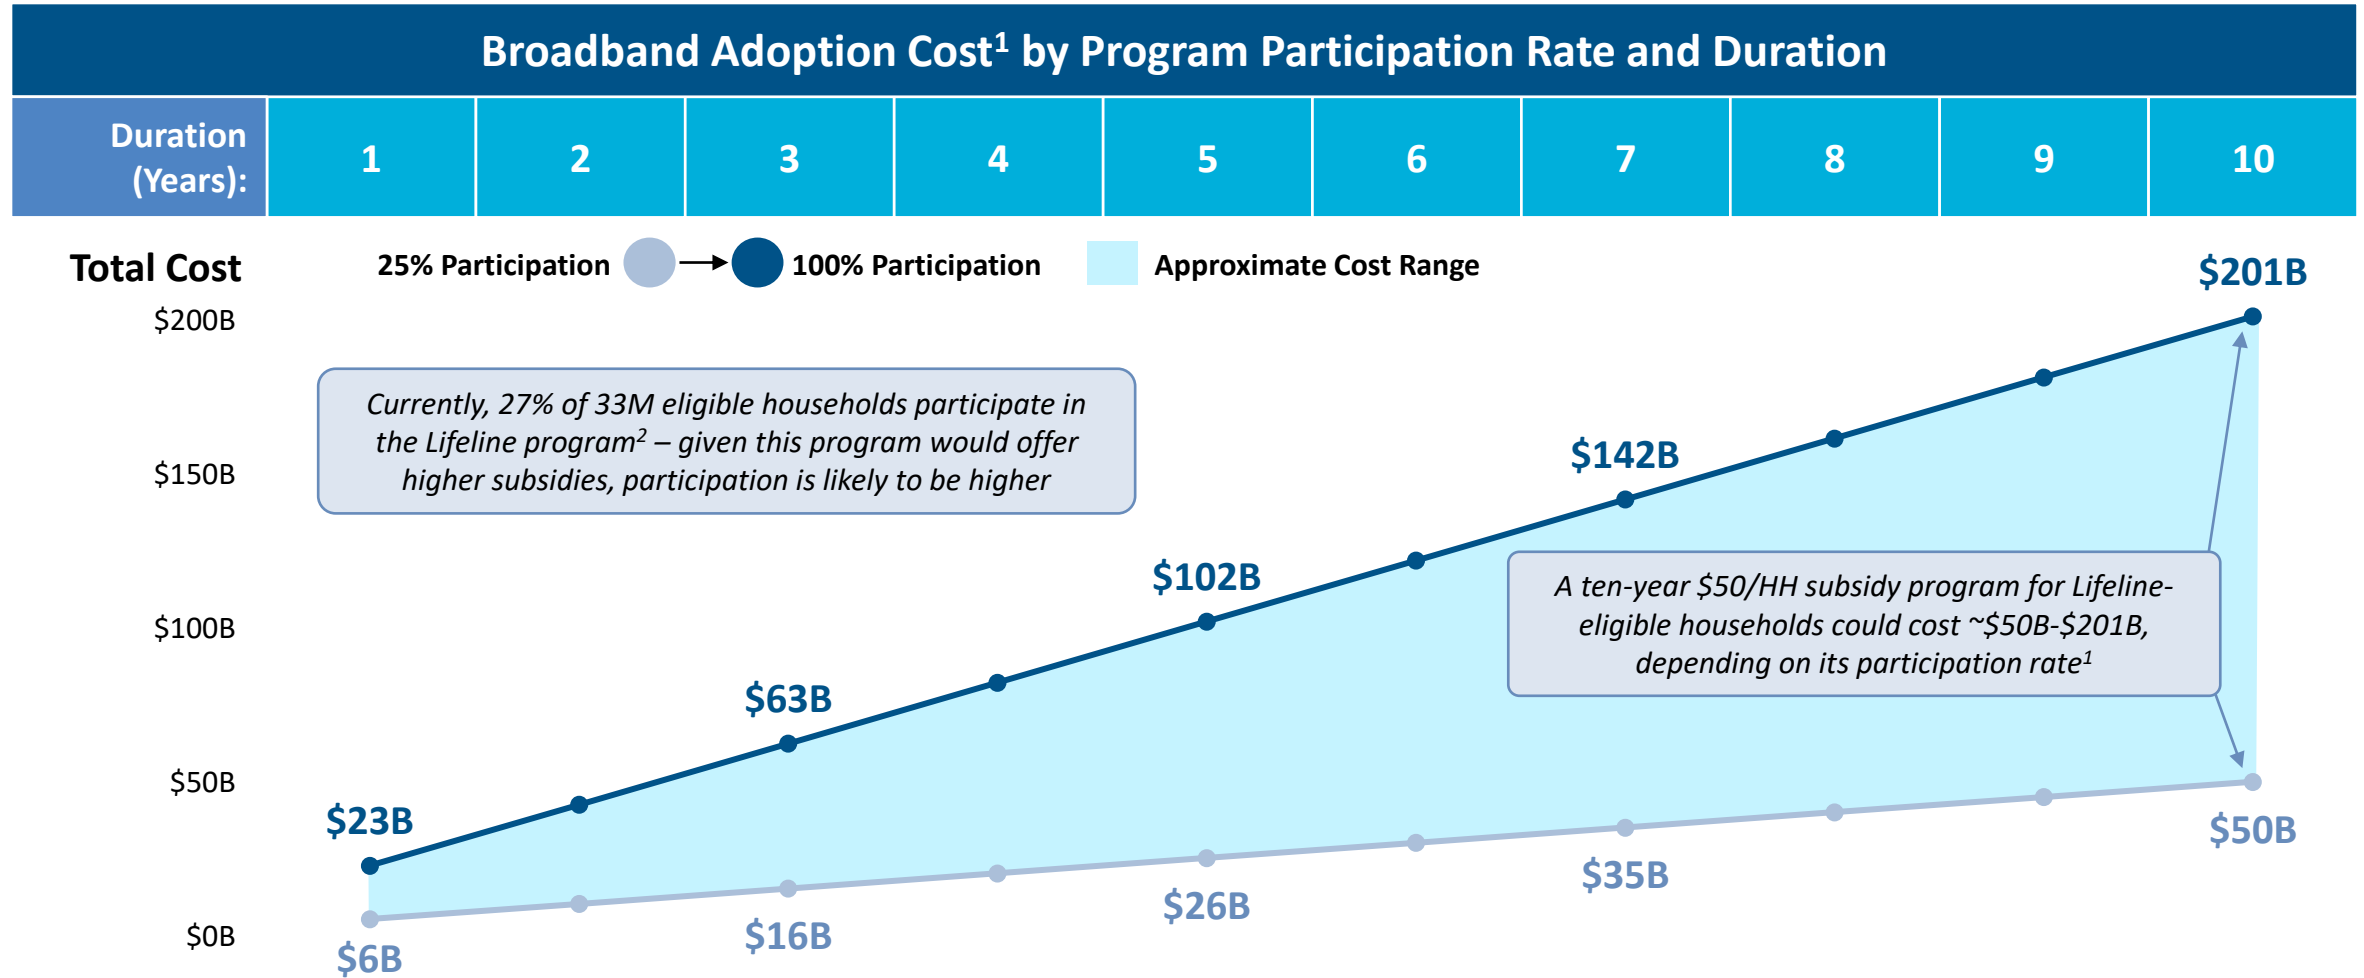 Broadband Adoption Cost¹ by Program Participation Rate and Duration
Duration
(Years):
1
2
3
4
5
6
7
8
9
10
Total Cost
25% Participation
100% Participation
Approximate Cost Range
$201B
$200B
Currently, 27% of 33M eligible households participate in
the Lifeline program² – given this program would offer
higher subsidies, participation is likely to be higher
$150B
$142B
$102B
$100B
A ten-year $50/HH subsidy program for Lifeline-
eligible households could cost ~$50B-$201B,
depending on its participation rate¹
$63B
$50B
$23B
$50B
$35B
$26B
$16B
$0B
$6B